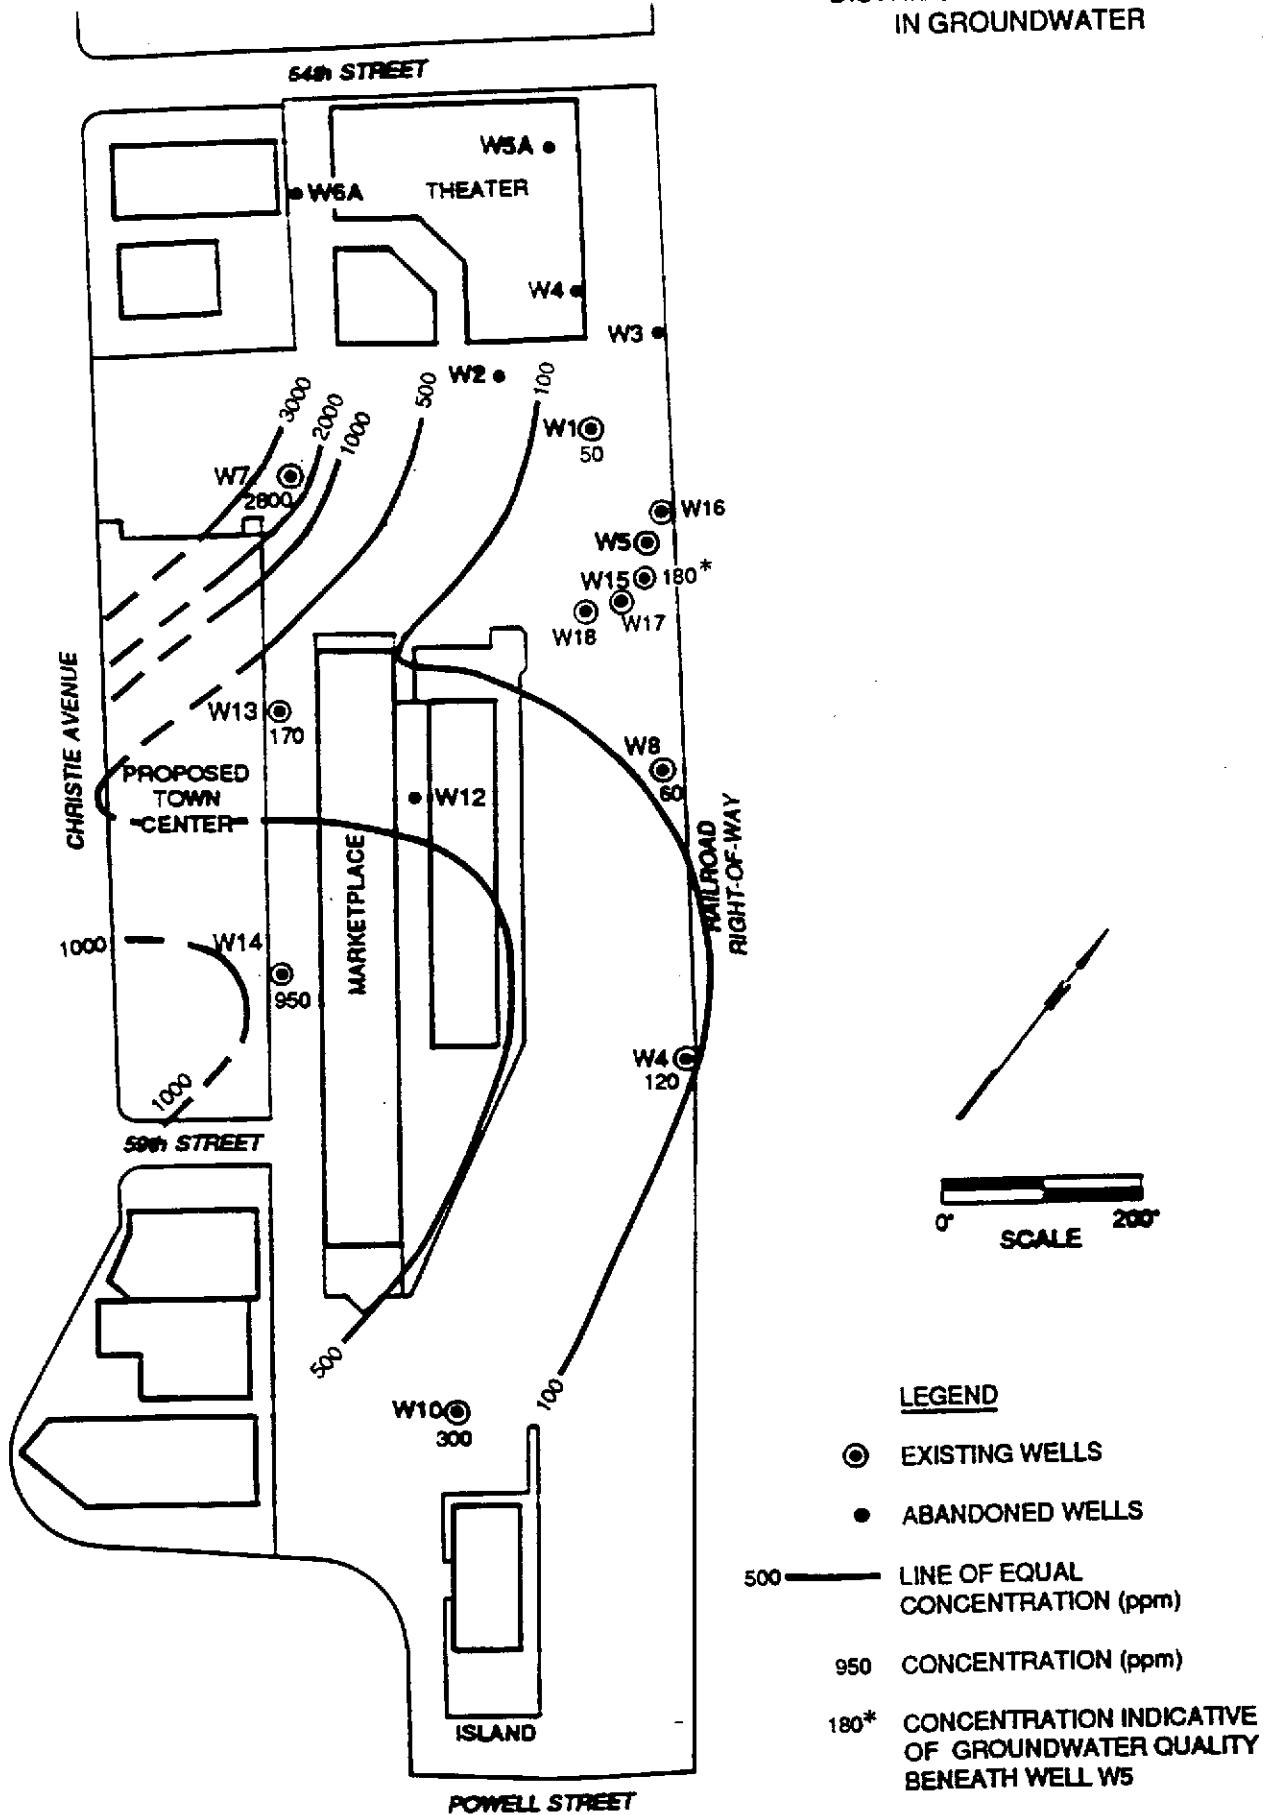 IN GROUNDWATER
64th STREET
W5A
W6A
THEATER
W4
W3
W2
3000
2000
1000
500
100
W1
50
W7
2800
W16
W5
W15 180*
W17
W18
CHRISTIE AVENUE
W13
170
W8
60
PROPOSED
TOWN
CENTER
W12
MARKETPLACE
RAILROAD
RIGHT-OF-WAY
1000
W14
950
W4
120
1000
59th STREET
0'
200'
SCALE
500
100
W10
300
LEGEND
EXISTING WELLS
ABANDONED WELLS
500
LINE OF EQUAL
CONCENTRATION (ppm)
950 CONCENTRATION (ppm)
180* CONCENTRATION INDICATIVE
OF GROUNDWATER QUALITY
BENEATH WELL W5
ISLAND
POWELL STREET